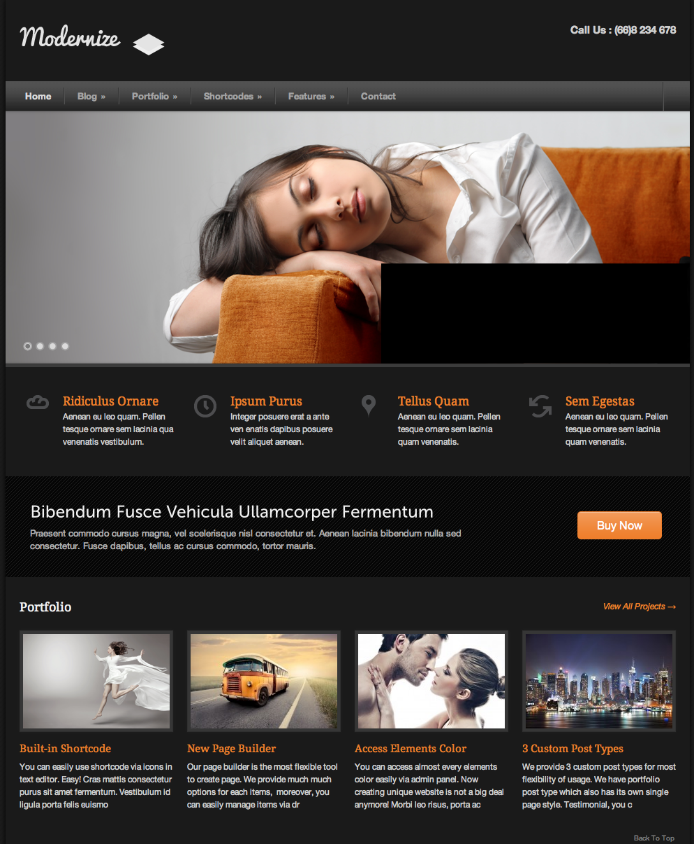 Modernize
Call Us : (66)8 234 678
Home Blog » Portfolio » Shortcodes » Features » Contact
Ridiculus Ornare
Aenean eu leo quam. Pellen
tesque ornare sem lacinia qua
venenatis vestibulum.
Ipsum Purus
Integer posuere erat a ante
ven enatis dapibus posuere
velit aliquet aenean.
Tellus Quam
Aenean eu leo quam. Pellen
tesque ornare sem lacinia
quam venenatis.
Sem Egestas
Aenean eu leo quam. Pellen
tesque ornare sem lacinia
quam venenatis.
Bibendum Fusce Vehicula Ullamcorper Fermentum
Praesent commodo cursus magna, vel scelerisque nisl consectetur et. Aenean lacinia bibendum nulla sed
consectetur. Fusce dapibus, tellus ac cursus commodo, tortor mauris.
Buy Now
Portfolio
View All Projects →
Built-in Shortcode
You can easily use shortcode via icons in
text editor. Easy! Cras mattis consectetur
purus sit amet fermentum. Vestibulum id
ligula porta felis euismo
New Page Builder
Our page builder is the most flexible tool
to create page. We provide much much
options for each items, moreover, you
can easily manage items via dr
Access Elements Color
You can access almost every elements
color easily via admin panel. Now
creating unique website is not a big deal
anymore! Morbi leo risus, porta ac
3 Custom Post Types
We provide 3 custom post types for most
flexibility of usage. We have portfolio
post type which also has its own single
page style. Testimonial, you c
Back To Top